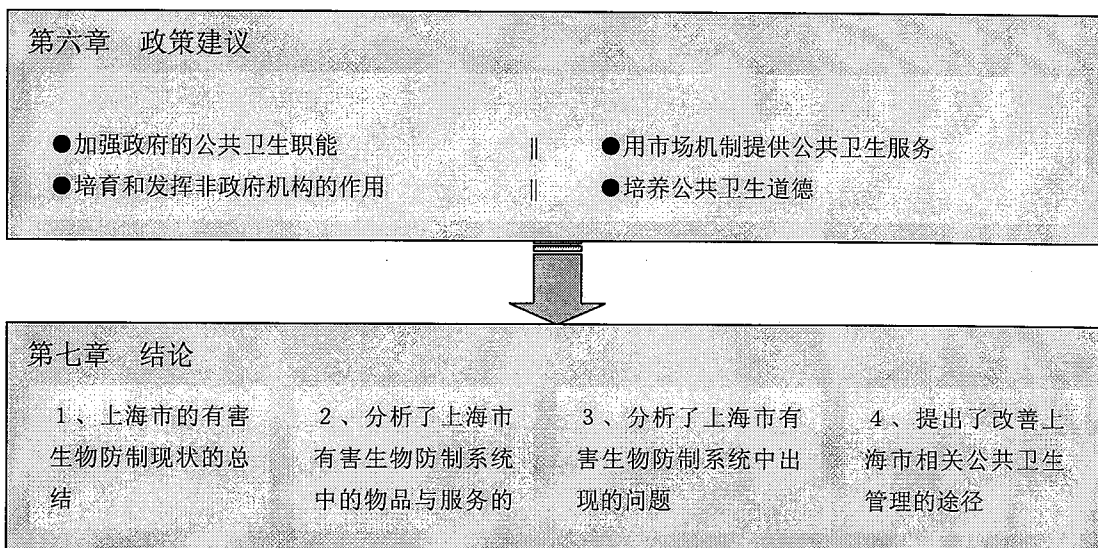 第六章 政策建议
●加强政府的公共卫生职能 ‖ ●用市场机制提供公共卫生服务
●培育和发挥非政府机构的作用 ‖ ●培养公共卫生道德
第七章 结论
1、上海市的有害
生物防制现状的总
结
2、分析了上海市
有害生物防制系统
中的物品与服务的
3、分析了上海市有
害生物防制系统中出
现的问题
4、提出了改善上
海市相关公共卫生
管理的途径